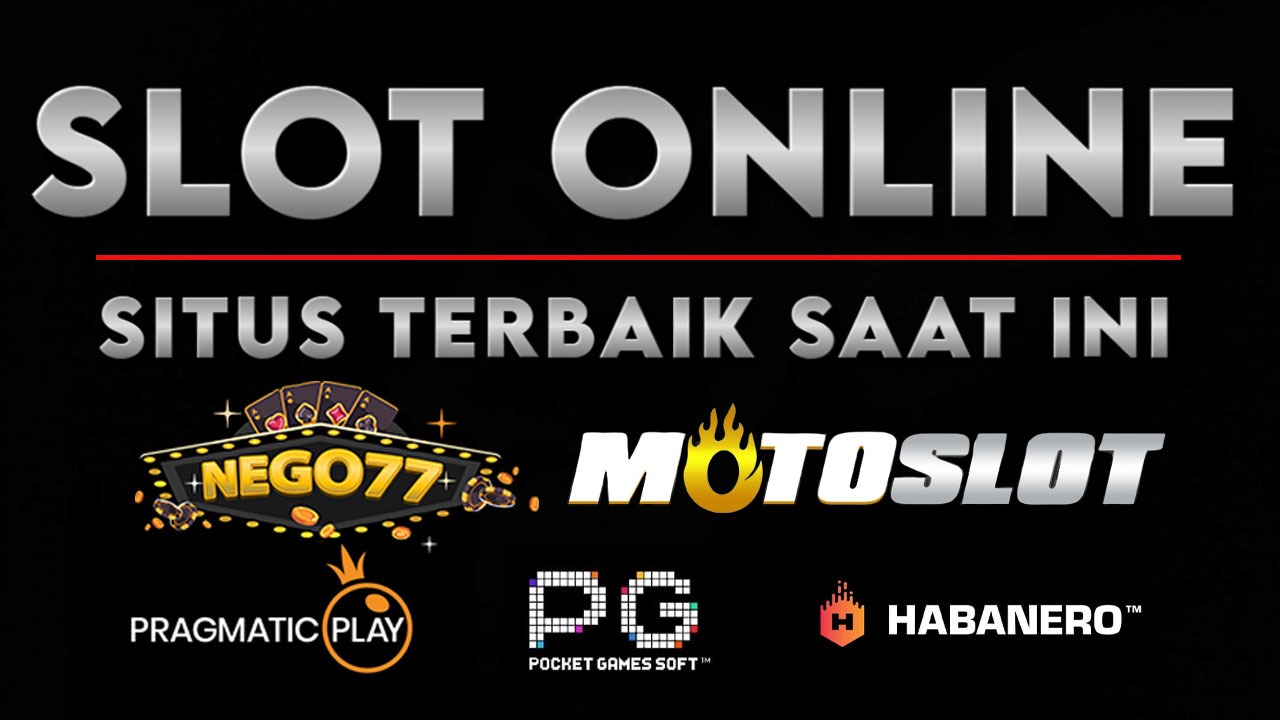 SLOT ONLINE
SITUS TERBAIK SAAT INI
NEGO77
MOTOSLOT
PRAGMATIC PLAY
PG
POCKET GAMES SOFT™
H HABANERO™